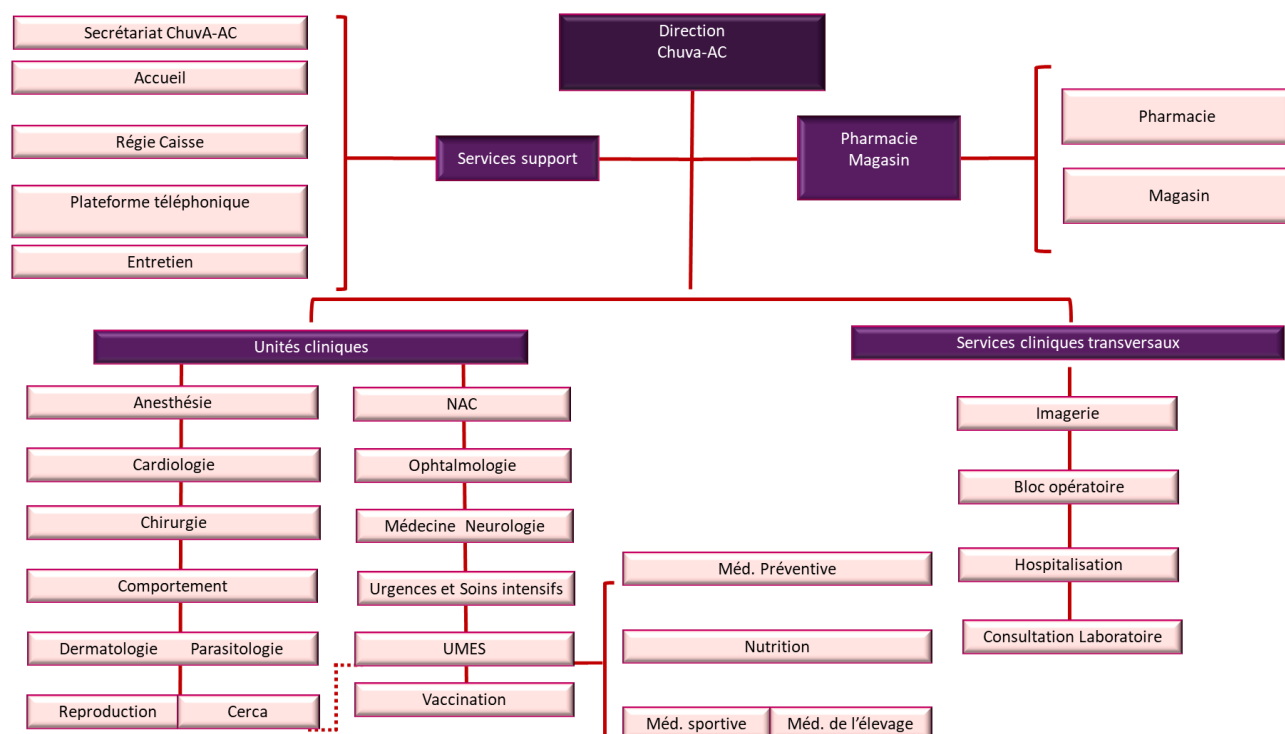 Direction
Chuva-AC
Secrétariat ChuvA-AC
Accueil
Régie Caisse
Plateforme téléphonique
Entretien
Services support
Pharmacie
Magasin
Pharmacie
Magasin
Unités cliniques
Anesthésie
Cardiologie
Chirurgie
Comportement
Dermatologie Parasitologie
Reproduction
Cerca
NAC
Ophtalmologie
Médecine Neurologie
Urgences et Soins intensifs
UMES
Vaccination
Méd. Préventive
Nutrition
Méd. sportive
Méd. de l’élevage
Services cliniques transversaux
Imagerie
Bloc opératoire
Hospitalisation
Consultation Laboratoire